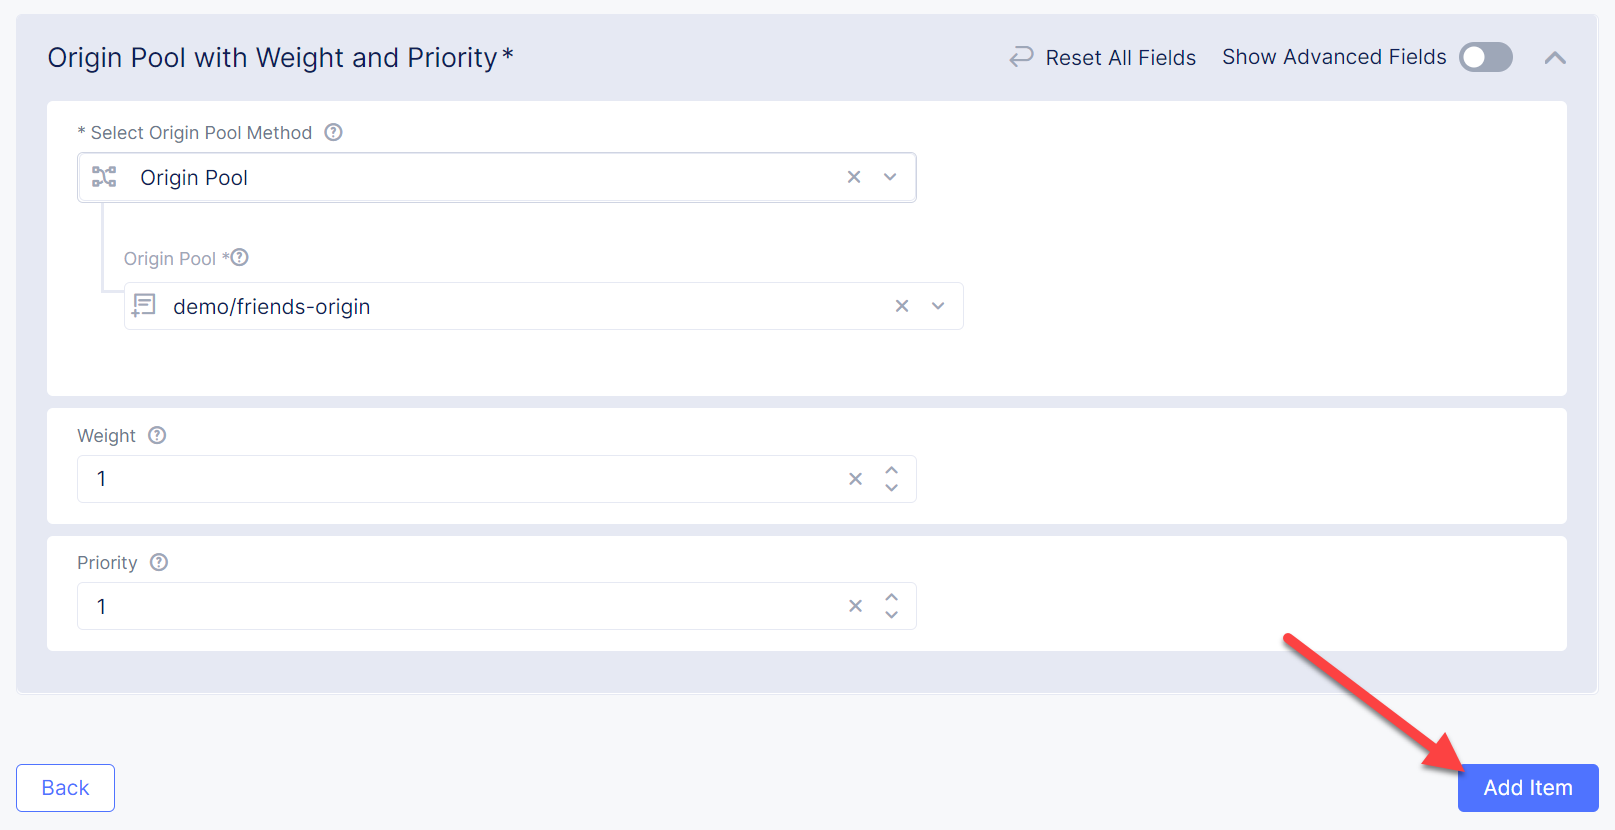 Origin Pool with Weight and Priority*
Reset All Fields
Show Advanced Fields
* Select Origin Pool Method
Origin Pool
Origin Pool *
demo/friends-origin
Weight
1
Priority
1
Back
Add Item